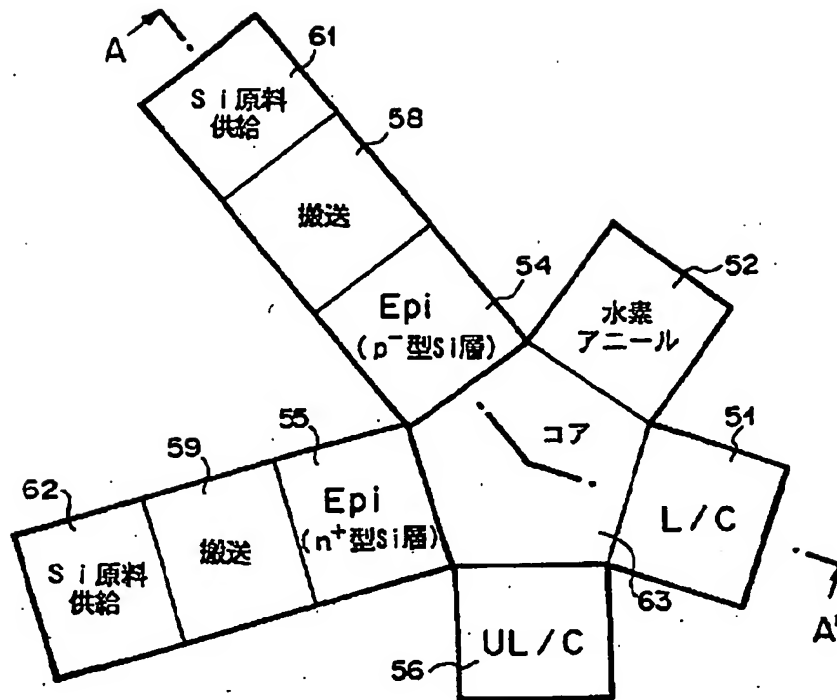 A
61
Si原料
供給
58
搬送
54
Epi
(p⁻型Si層)
52
水素
アニール
コア
51
L/C
55
59
62
Epi
(n⁺型Si層)
搬送
Si原料
供給
63
UL/C
56
A'